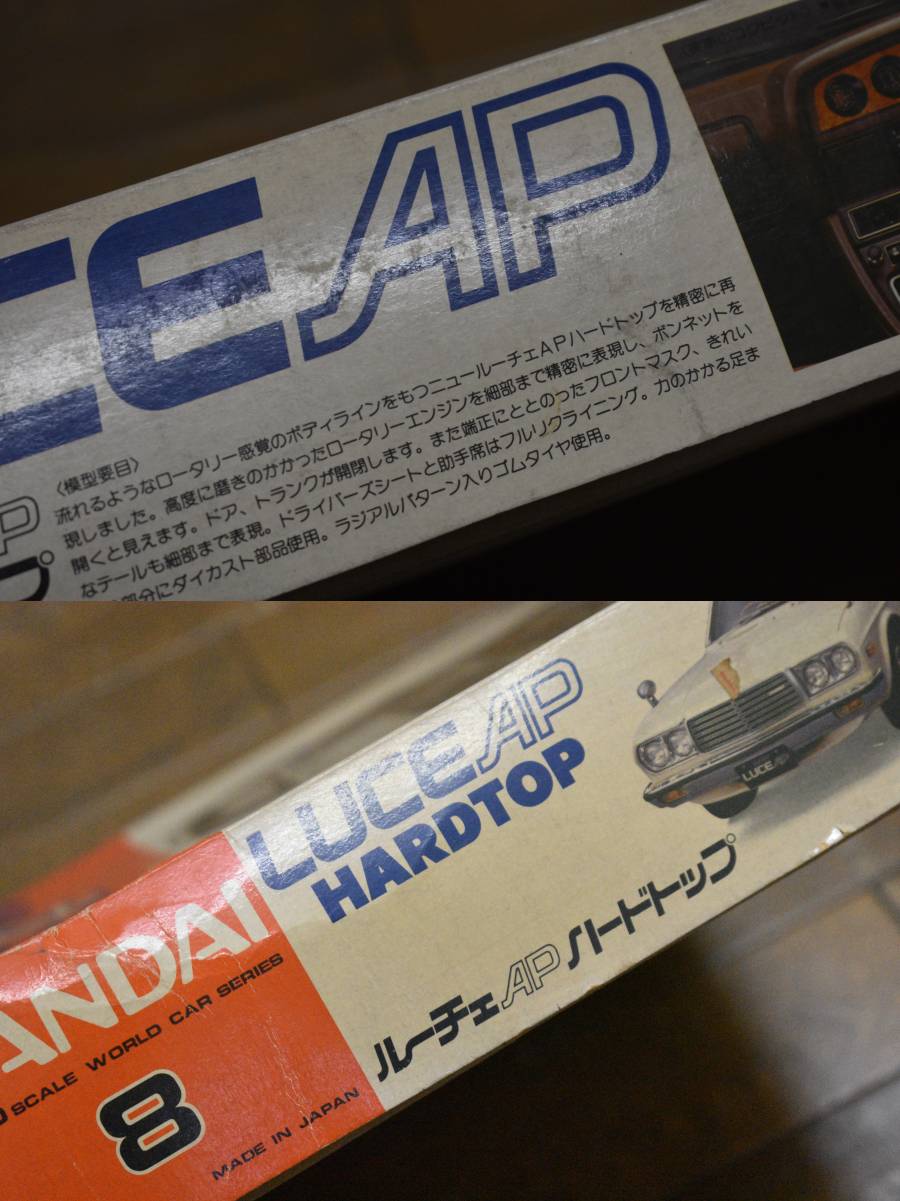 CE AP
〈模型要目〉
流れるようなロータリー感覚のボディラインをもつニュールーチェAPハードトップを精密に再
現しました。高度に磨きのかかったロータリーエンジンを細部まで精密に表現し、ボンネットを
開くと見えます。ドア、トランクが開閉します。また端正にととのったフロントマスク、きれい
なテールも細部まで表現。ドライバーズシートと助手席はフルリクライニング。力のかかる足ま
部分にダイカスト部品使用。ラジアルパターン入りゴムタイヤ使用。
P
プ
LUCE AP
HARDTOP
LUCE AP
ルーチェAPハードトップ
ANDAI
SCALE WORLD CAR SERIES
8
MADE IN JAPAN